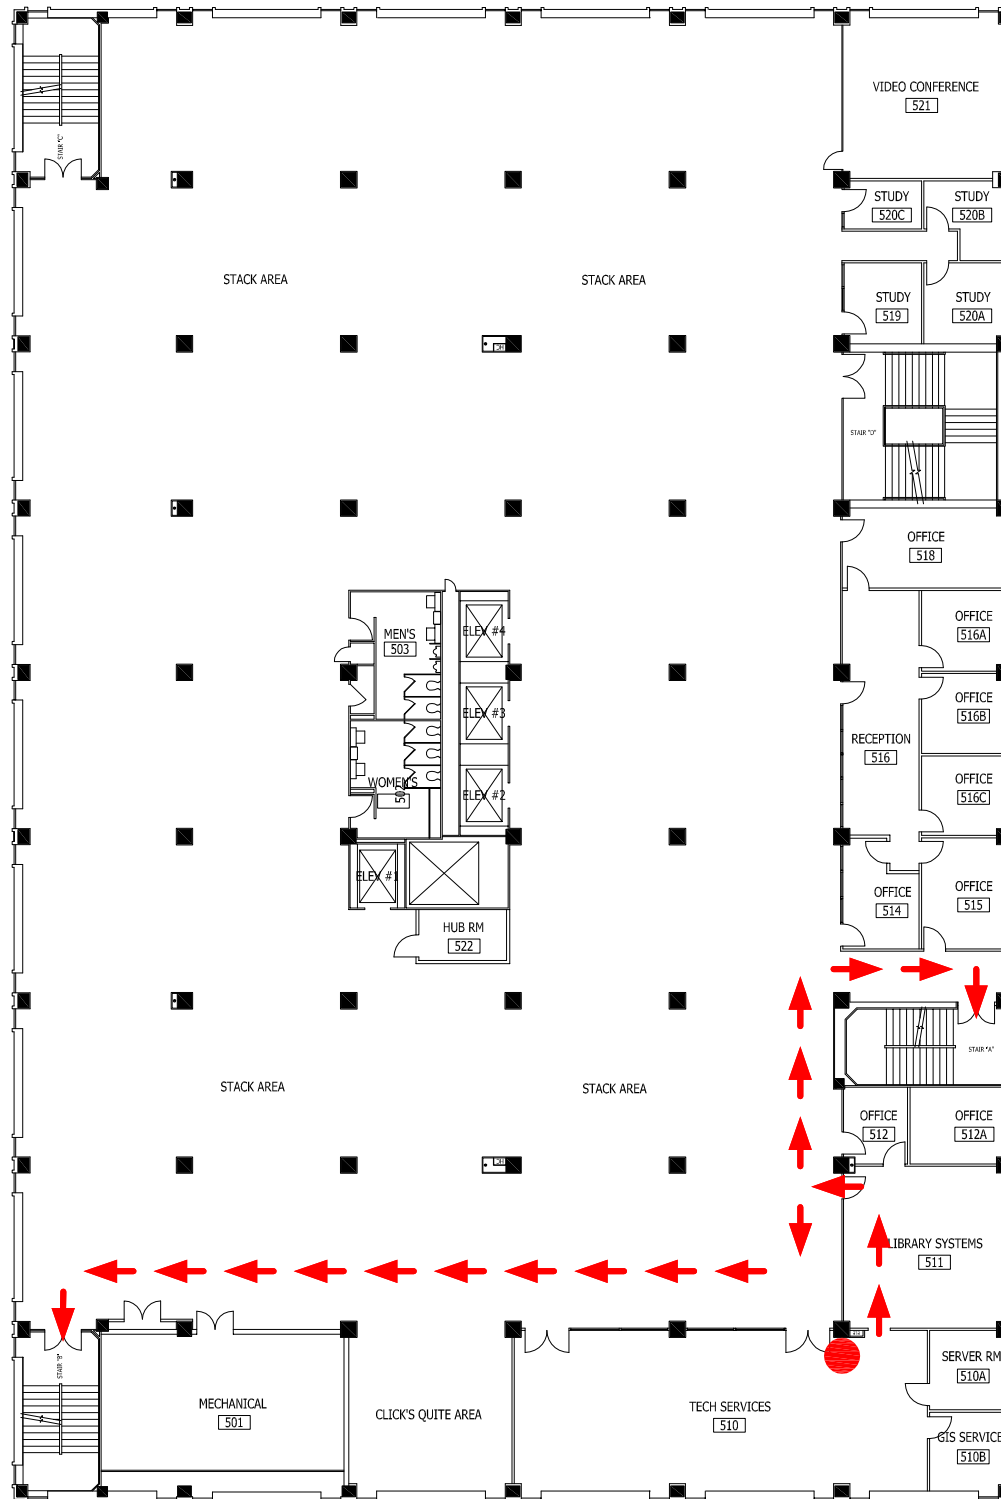 VIDEO CONFERENCE
521
STAIR "C"
STUDY
520C
STUDY
520B
STACK AREA
STACK AREA
STUDY
519
STUDY
520A
STAIR "D"
OFFICE
518
MEN'S
503
ELEV #4
OFFICE
516A
ELEV #3
OFFICE
516B
RECEPTION
516
WOMEN'S
502
ELEV #2
OFFICE
516C
ELEV #1
OFFICE
514
OFFICE
515
HUB RM
522
STAIR "A"
STACK AREA
STACK AREA
OFFICE
512
OFFICE
512A
LIBRARY SYSTEMS
511
STAIR "B"
MECHANICAL
501
CLICK'S QUITE AREA
TECH SERVICES
510
SERVER RM
510A
GIS SERVICE
510B